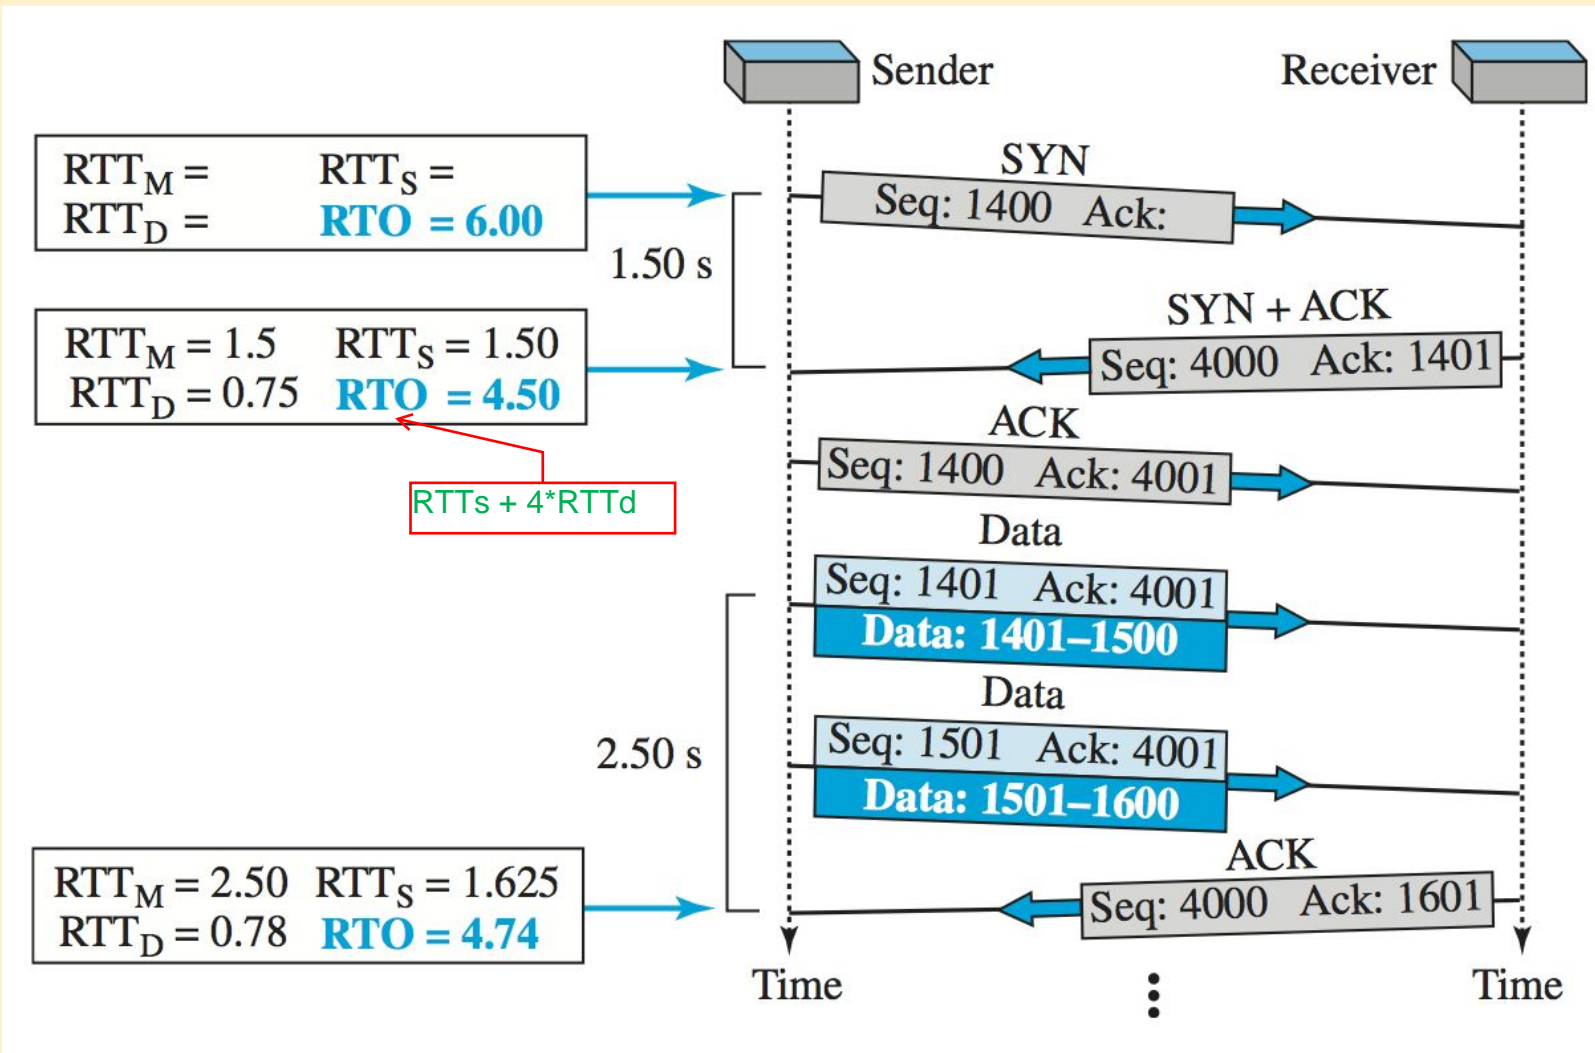 Sender
Receiver
RTTM = RTTS =
RTTD = RTO = 6.00
SYN
Seq: 1400 Ack:
1.50 s
SYN + ACK
Seq: 4000 Ack: 1401
RTTM = 1.5 RTTS = 1.50
RTTD = 0.75 RTO = 4.50
RTTs + 4*RTTd
ACK
Seq: 1400 Ack: 4001
Data
Seq: 1401 Ack: 4001
Data: 1401–1500
Data
2.50 s
Seq: 1501 Ack: 4001
Data: 1501–1600
ACK
Seq: 4000 Ack: 1601
RTTM = 2.50 RTTS = 1.625
RTTD = 0.78 RTO = 4.74
Time
Time